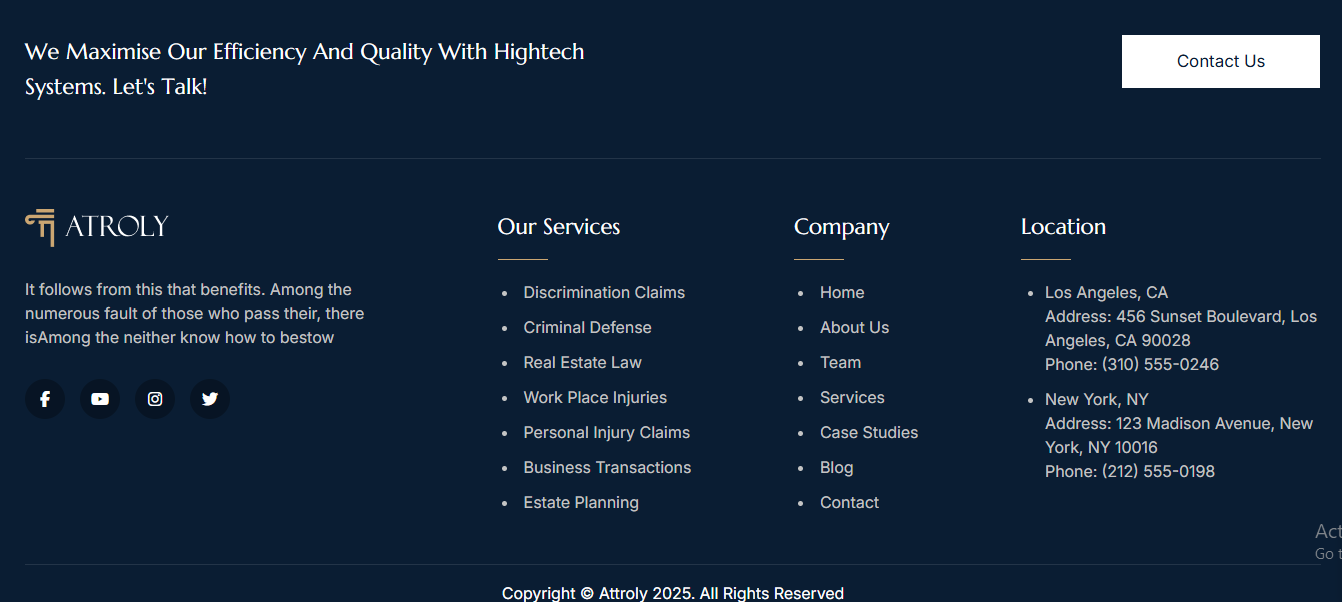 We Maximise Our Efficiency And Quality With Hightech
Systems. Let's Talk!
Contact Us
ATROLY
It follows from this that benefits. Among the
numerous fault of those who pass their, there
isAmong the neither know how to bestow
Our Services
Discrimination Claims
Criminal Defense
Real Estate Law
Work Place Injuries
Personal Injury Claims
Business Transactions
Estate Planning
Company
Home
About Us
Team
Services
Case Studies
Blog
Contact
Location
Los Angeles, CA
Address: 456 Sunset Boulevard, Los
Angeles, CA 90028
Phone: (310) 555-0246
New York, NY
Address: 123 Madison Avenue, New
York, NY 10016
Phone: (212) 555-0198
Copyright © Attroly 2025. All Rights Reserved